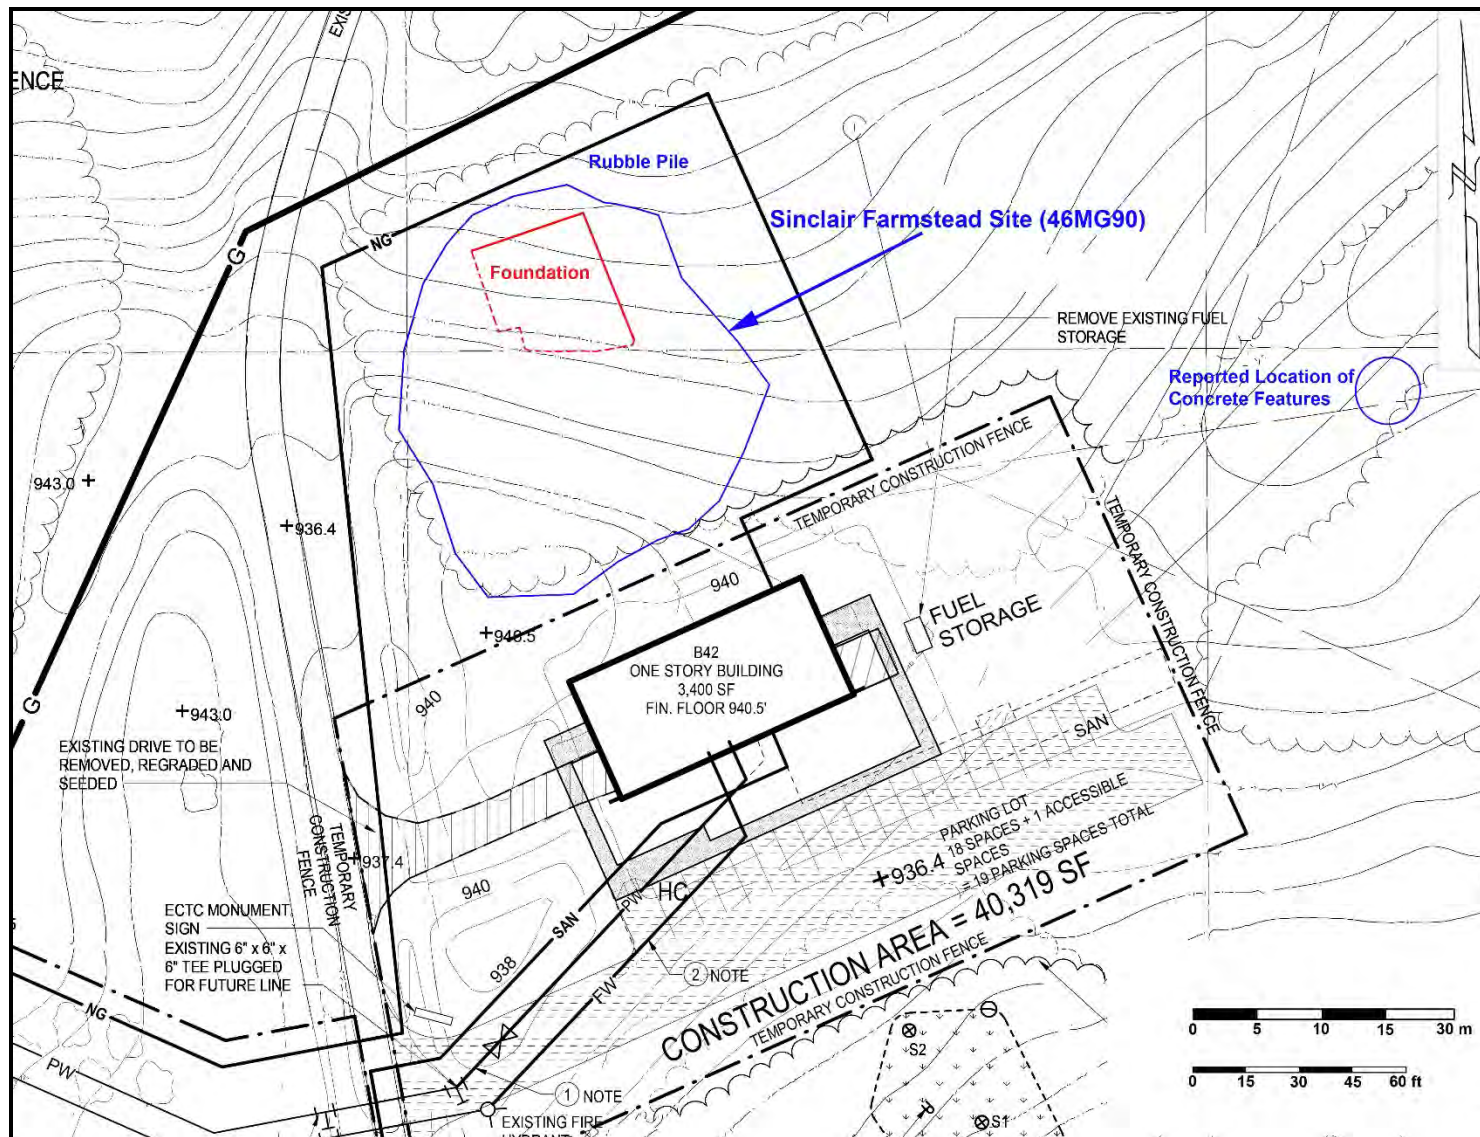 EXIS
ENCE
Rubble Pile
Sinclair Farmstead Site (46MG90)
NG
G
Foundation
REMOVE EXISTING FUEL
STORAGE
Reported Location of
Concrete Features
N
943.0
936.4
TEMPORARY CONSTRUCTION FENCE
TEMPORARY CONSTRUCTION FENCE
940
940.5
FUEL
STORAGE
B42
ONE STORY BUILDING
3,400 SF
FIN. FLOOR 940.5'
940
G
943.0
EXISTING DRIVE TO BE
REMOVED, REGRADED AND
SEEDED
SAN
TEMPORARY
CONSTRUCTION
FENCE
937.4
PARKING LOT
18 SPACES + 1 ACCESSIBLE
SPACES
= 19 PARKING SPACES TOTAL
936.4
940
HC
PW
SAN
ECTC MONUMENT
SIGN
EXISTING 6" x 6" x
6" TEE PLUGGED
FOR FUTURE LINE
938
FW
2 NOTE
CONSTRUCTION AREA = 40,319 SF
TEMPORARY CONSTRUCTION FENCE
NG
PW
1 NOTE
EXISTING FIRE
HYDRANT
S2
S1
0 5 10 15 30 m
0 15 30 45 60 ft